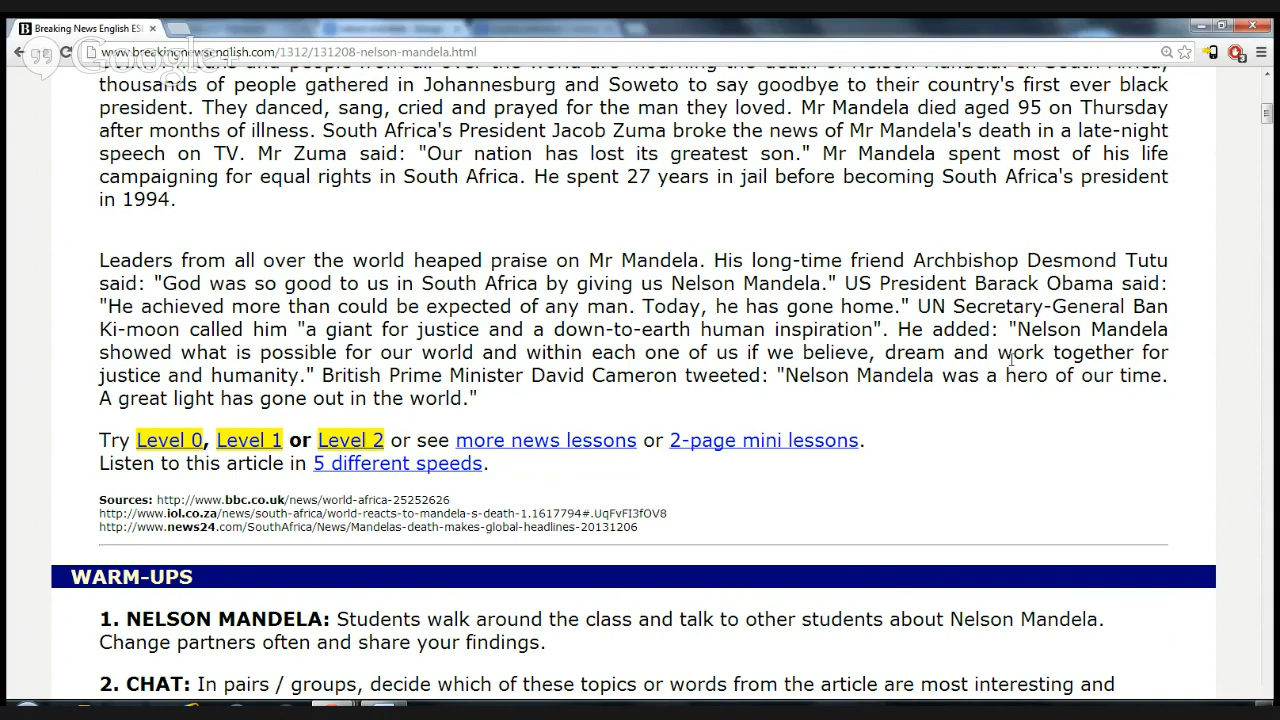 Breaking News English ESL
Google+
www.breakingnewsenglish.com/1312/131208-nelson-mandela.html
thousands of people gathered in Johannesburg and Soweto to say goodbye to their country's first ever black
president. They danced, sang, cried and prayed for the man they loved. Mr Mandela died aged 95 on Thursday
after months of illness. South Africa's President Jacob Zuma broke the news of Mr Mandela's death in a late-night
speech on TV. Mr Zuma said: "Our nation has lost its greatest son." Mr Mandela spent most of his life
campaigning for equal rights in South Africa. He spent 27 years in jail before becoming South Africa's president
in 1994.
Leaders from all over the world heaped praise on Mr Mandela. His long-time friend Archbishop Desmond Tutu
said: "God was so good to us in South Africa by giving us Nelson Mandela." US President Barack Obama said:
"He achieved more than could be expected of any man. Today, he has gone home." UN Secretary-General Ban
Ki-moon called him "a giant for justice and a down-to-earth human inspiration". He added: "Nelson Mandela
showed what is possible for our world and within each one of us if we believe, dream and work together for
justice and humanity." British Prime Minister David Cameron tweeted: "Nelson Mandela was a hero of our time.
A great light has gone out in the world."
Try Level 0, Level 1 or Level 2 or see more news lessons or 2-page mini lessons.
Listen to this article in 5 different speeds.
Sources: http://www.bbc.co.uk/news/world-africa-25252626
http://www.iol.co.za/news/south-africa/world-reacts-to-mandela-s-death-1.1617794#.UqFvFI3fOV8
http://www.news24.com/SouthAfrica/News/Mandelas-death-makes-global-headlines-20131206
WARM-UPS
1. NELSON MANDELA: Students walk around the class and talk to other students about Nelson Mandela.
Change partners often and share your findings.
2. CHAT: In pairs / groups, decide which of these topics or words from the article are most interesting and